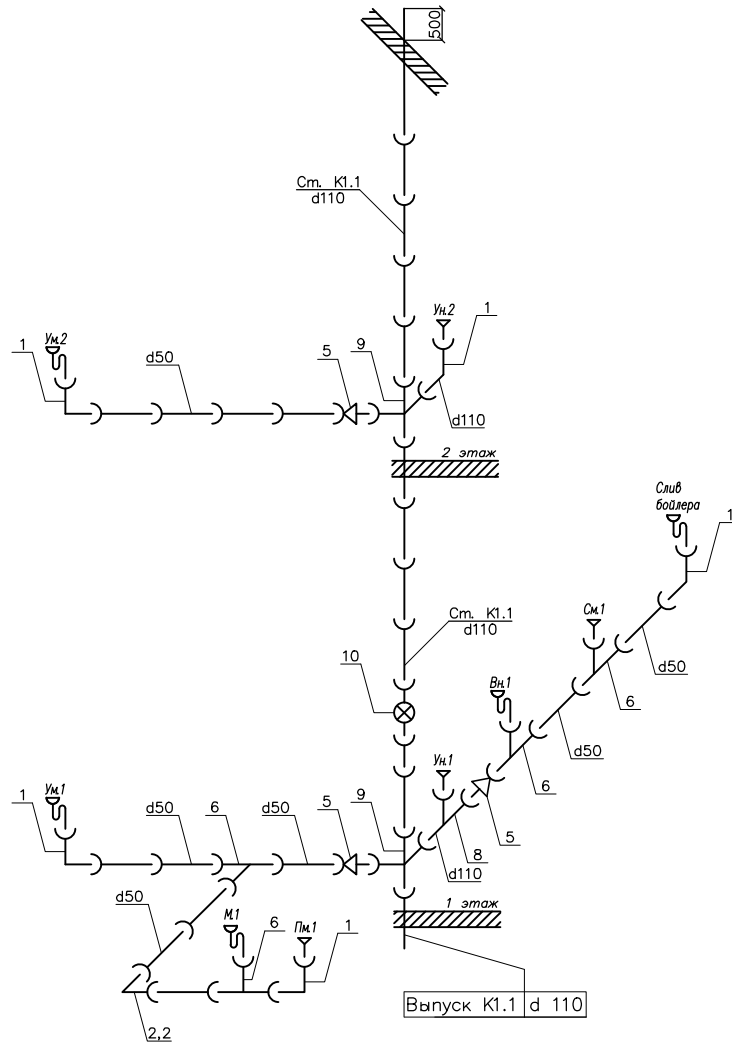 500
Ст. К1.1
d110
Ум.2
1
d50
5
9
Ун.2
1
d110
2 этаж
Слив
бойлера
1
Ст. К1.1
d110
См.1
d50
10
Вн.1
6
d50
Ун.1
6
Ум.1
1
d50
6
d50
5
9
5
8
d110
d50
М.1
6
Пм.1
1
1 этаж
2,2
Выпуск К1.1 d 110